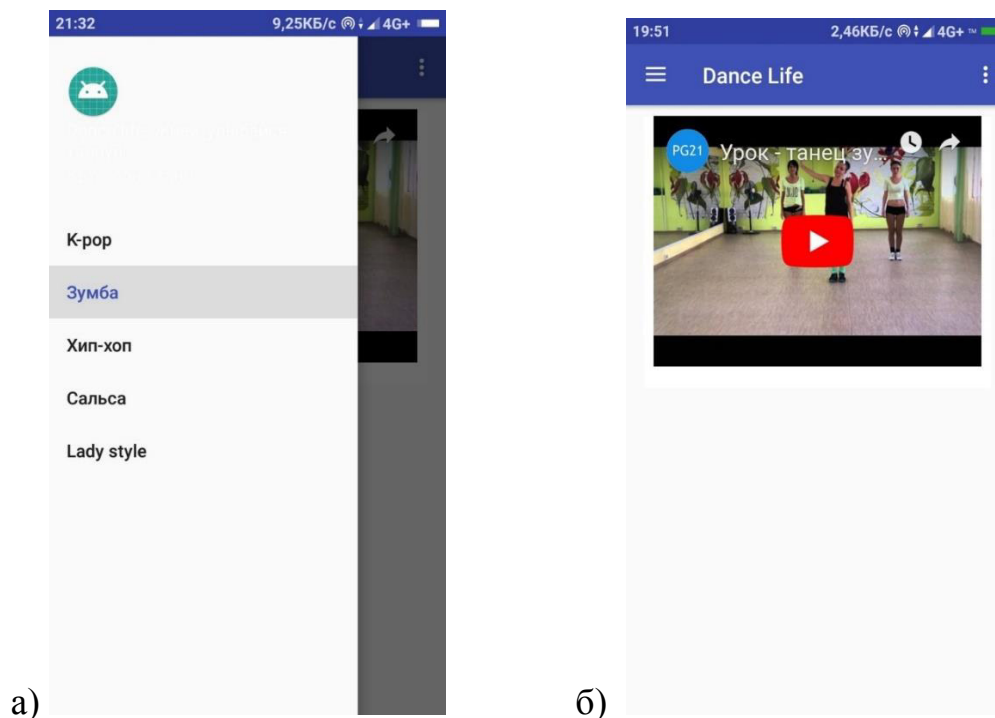 21:32 9,25КБ/с 4G+
K-pop
Зумба
Хип-хоп
Сальса
Lady style
а)
19:51 2,46КБ/с 4G+ ™
Dance Life
PG21 Урок - танец зу...
б)